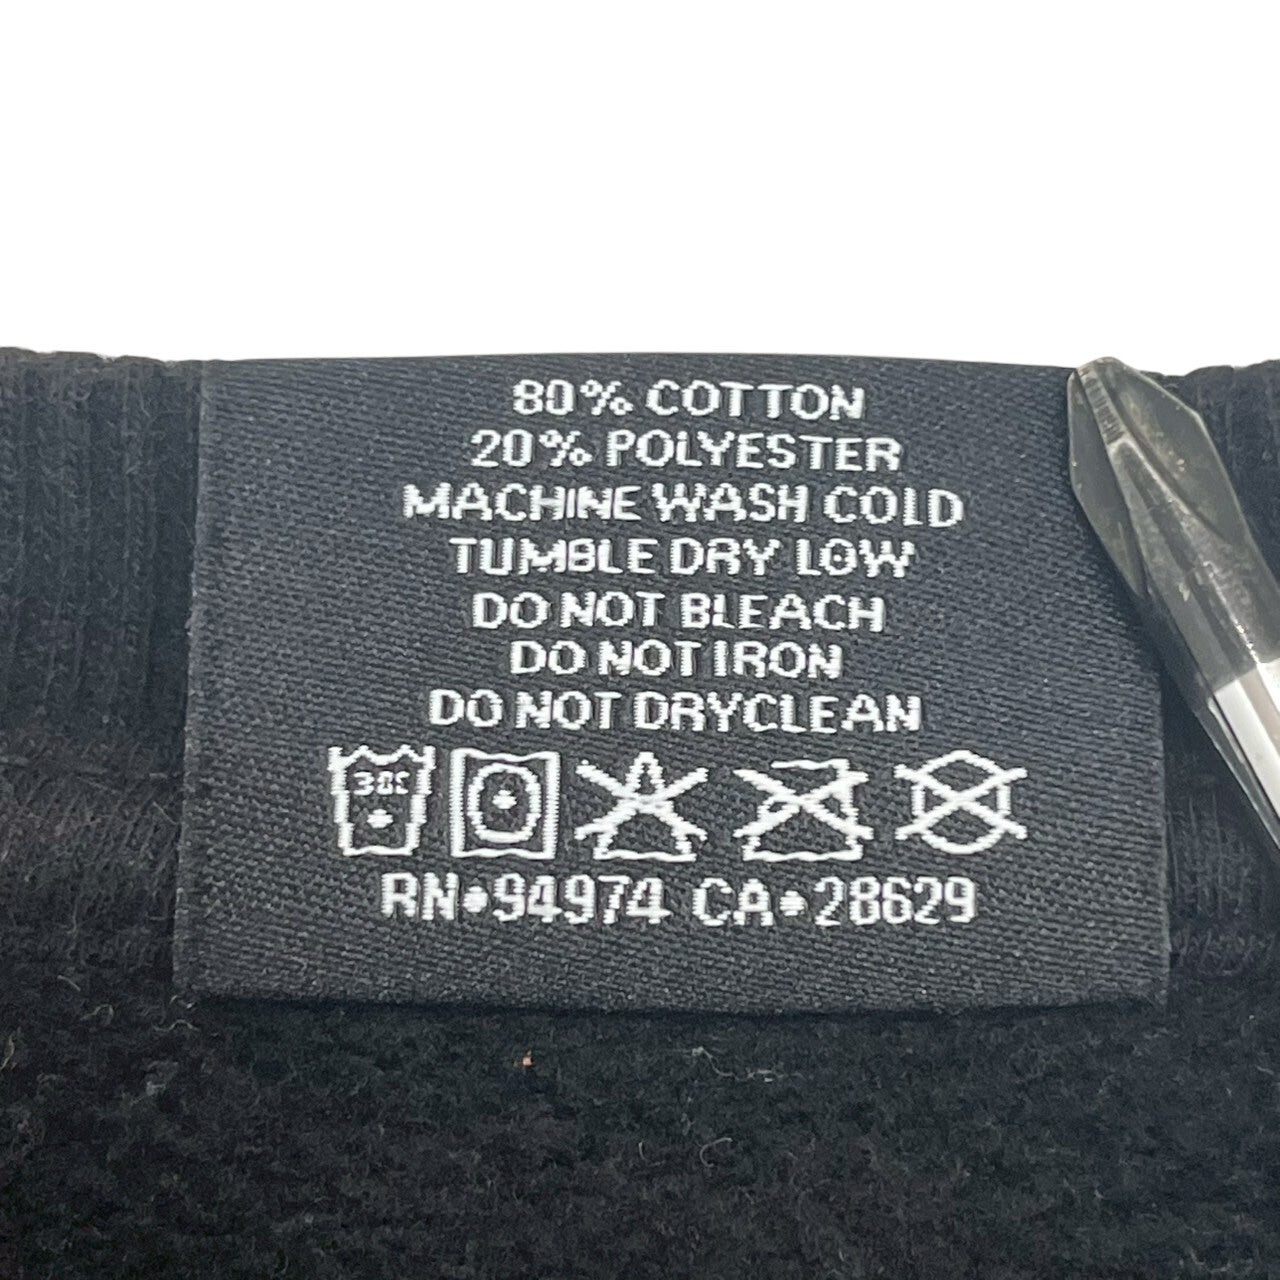 80% COTTON
20% POLYESTER
MACHINE WASH COLD
TUMBLE DRY LOW
DO NOT BLEACH
DO NOT IRON
DO NOT DRYCLEAN
30C
RN•94974 CA•28629